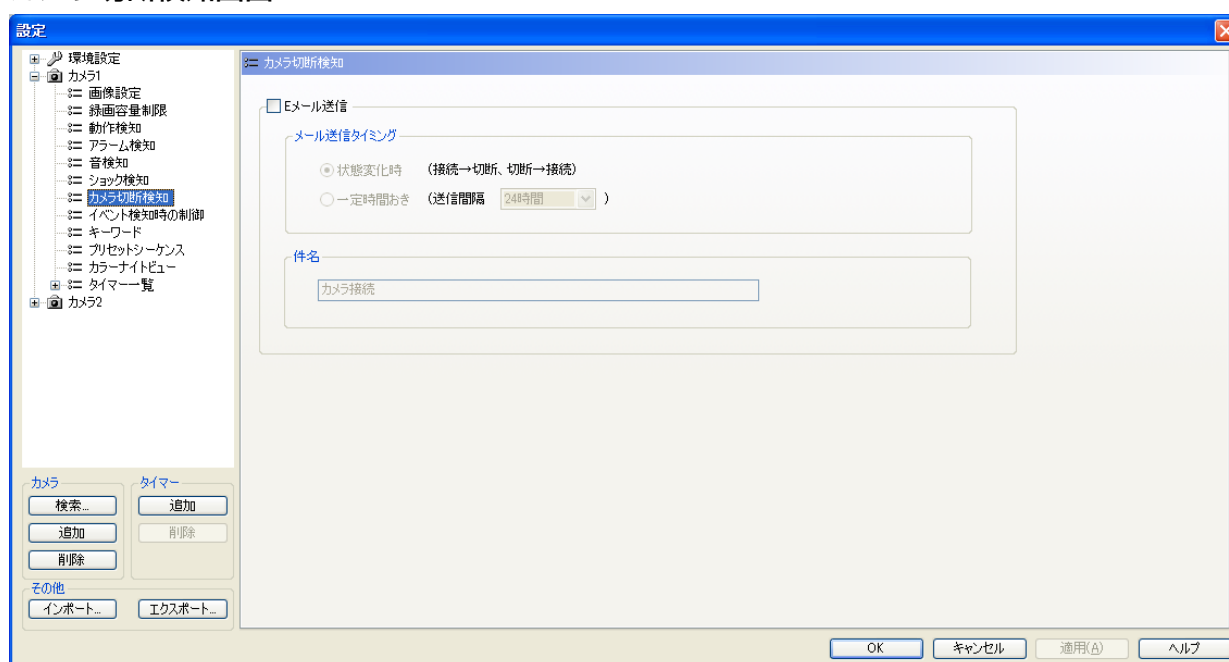 設定
環境設定
カメラ1
画像設定
録画容量制限
動作検知
アラーム検知
音検知
ショック検知
カメラ切断検知
イベント検知時の制御
キーワード
プリセットシーケンス
カラーナイトビュー
タイマー一覧
カメラ2
カメラ
検索...
追加
削除
タイマー
追加
削除
その他
インポート...
エクスポート...
カメラ切断検知
Eメール送信
メール送信タイミング
状態変化時 (接続→切断、切断→接続)
一定時間おき (送信間隔 24時間 )
件名
カメラ接続
OK キャンセル 適用(A) ヘルプ